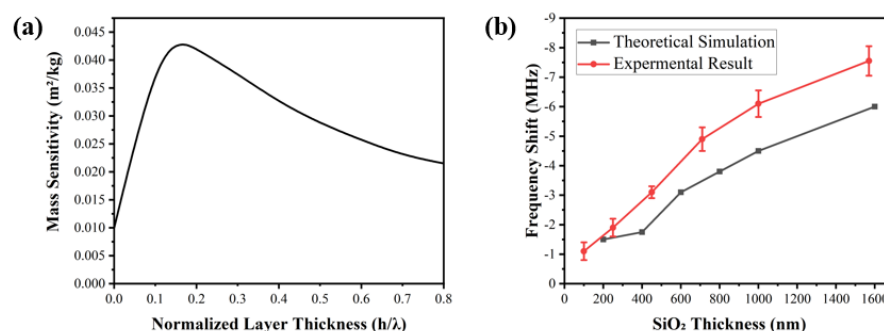 (a)
Mass Sensitivity (m²/kg)
0.045
0.040
0.035
0.030
0.025
0.020
0.015
0.010
0.005
0.000
0.0 0.1 0.2 0.3 0.4 0.5 0.6 0.7 0.8
Normalized Layer Thickness (h/λ)
(b)
Frequency Shift (MHz)
-9
-8
-7
-6
-5
-4
-3
-2
-1
0
Theoretical Simulation
Expermental Result
0 200 400 600 800 1000 1200 1400 1600
SiO₂ Thickness (nm)